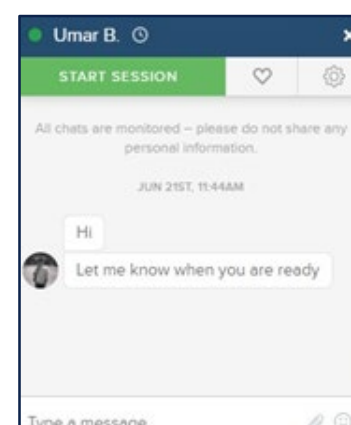 Umar B.
START SESSION
All chats are monitored – please do not share any
personal information.
JUN 21ST, 11:44AM
Hi
Let me know when you are ready
Type a message